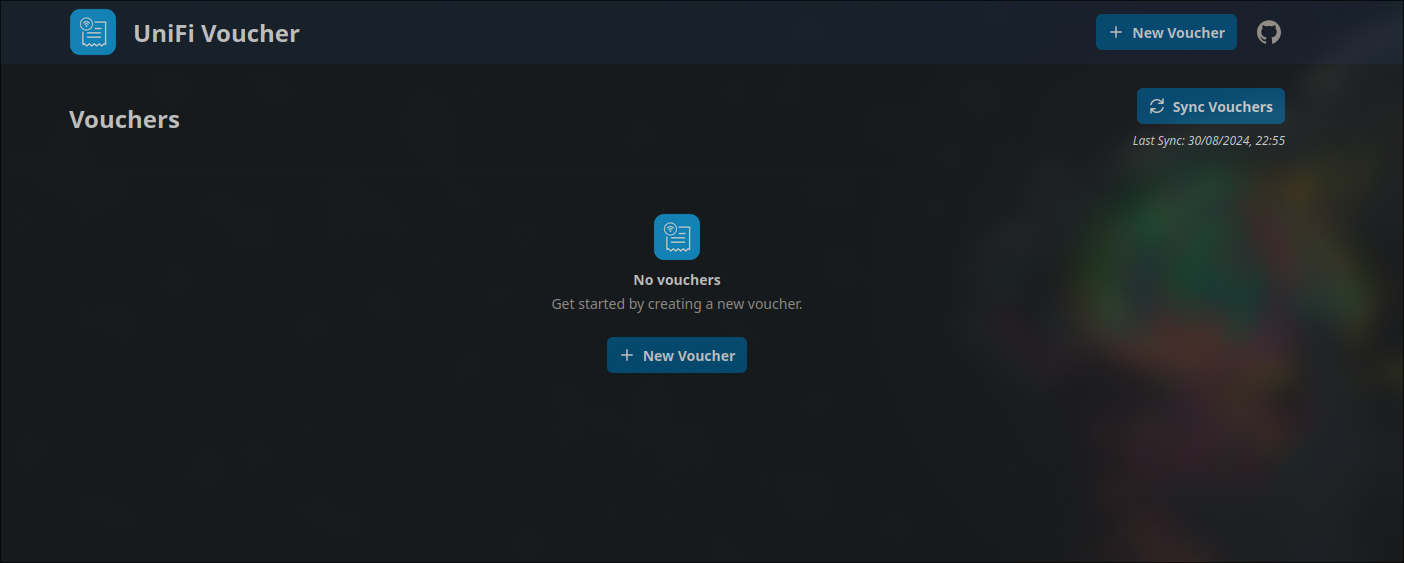 UniFi Voucher
New Voucher
Vouchers
Sync Vouchers
Last Sync: 30/08/2024, 22:55
No vouchers
Get started by creating a new voucher.
New Voucher